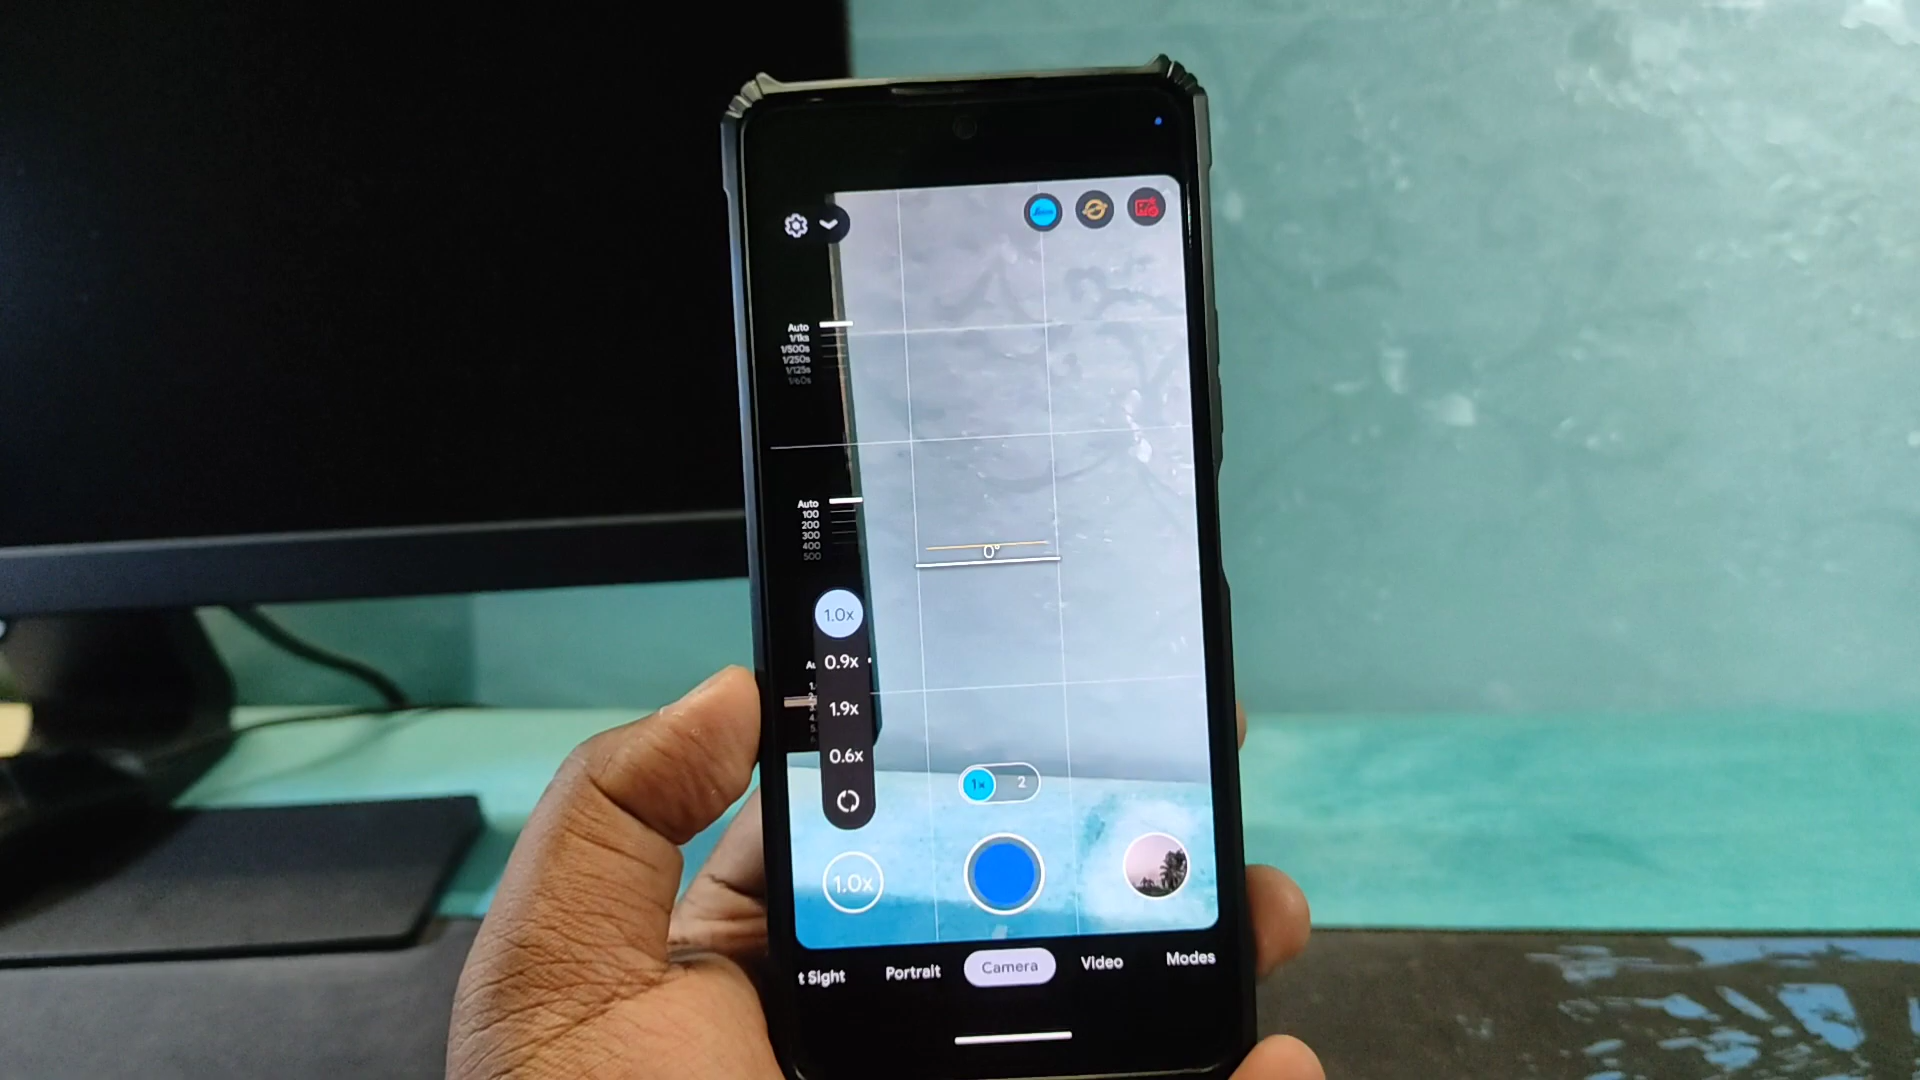 Auto
1/1ks
1/500s
1/250s
1/125s
1/60s
Auto
100
200
300
400
500
0°
1.0x
0.9x
1.9x
0.6x
1x 2
1.0x
t Sight Portrait Camera Video Modes